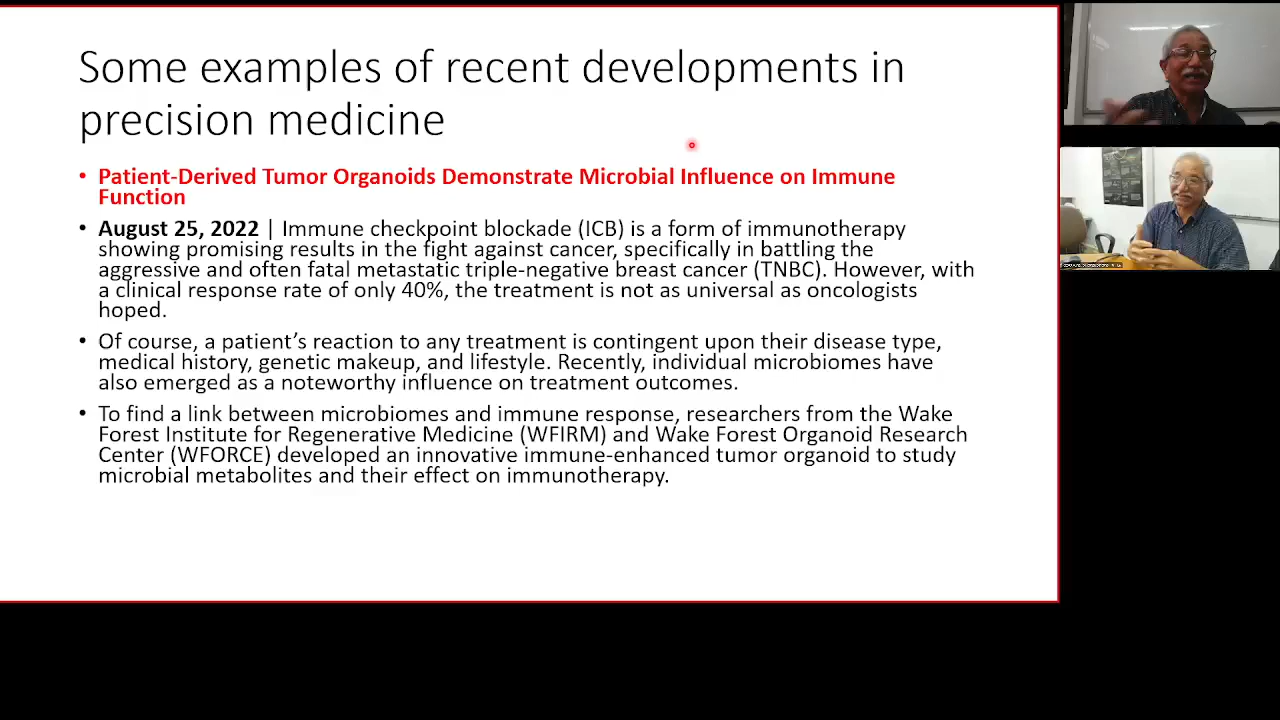 Some examples of recent developments in
precision medicine
• Patient-Derived Tumor Organoids Demonstrate Microbial Influence on Immune
Function
• August 25, 2022 | Immune checkpoint blockade (ICB) is a form of immunotherapy
showing promising results in the fight against cancer, specifically in battling the
aggressive and often fatal metastatic triple-negative breast cancer (TNBC). However, with
a clinical response rate of only 40%, the treatment is not as universal as oncologists
hoped.
• Of course, a patient’s reaction to any treatment is contingent upon their disease type,
medical history, genetic makeup, and lifestyle. Recently, individual microbiomes have
also emerged as a noteworthy influence on treatment outcomes.
• To find a link between microbiomes and immune response, researchers from the Wake
Forest Institute for Regenerative Medicine (WFIRM) and Wake Forest Organoid Research
Center (WFORCE) developed an innovative immune-enhanced tumor organoid to study
microbial metabolites and their effect on immunotherapy.